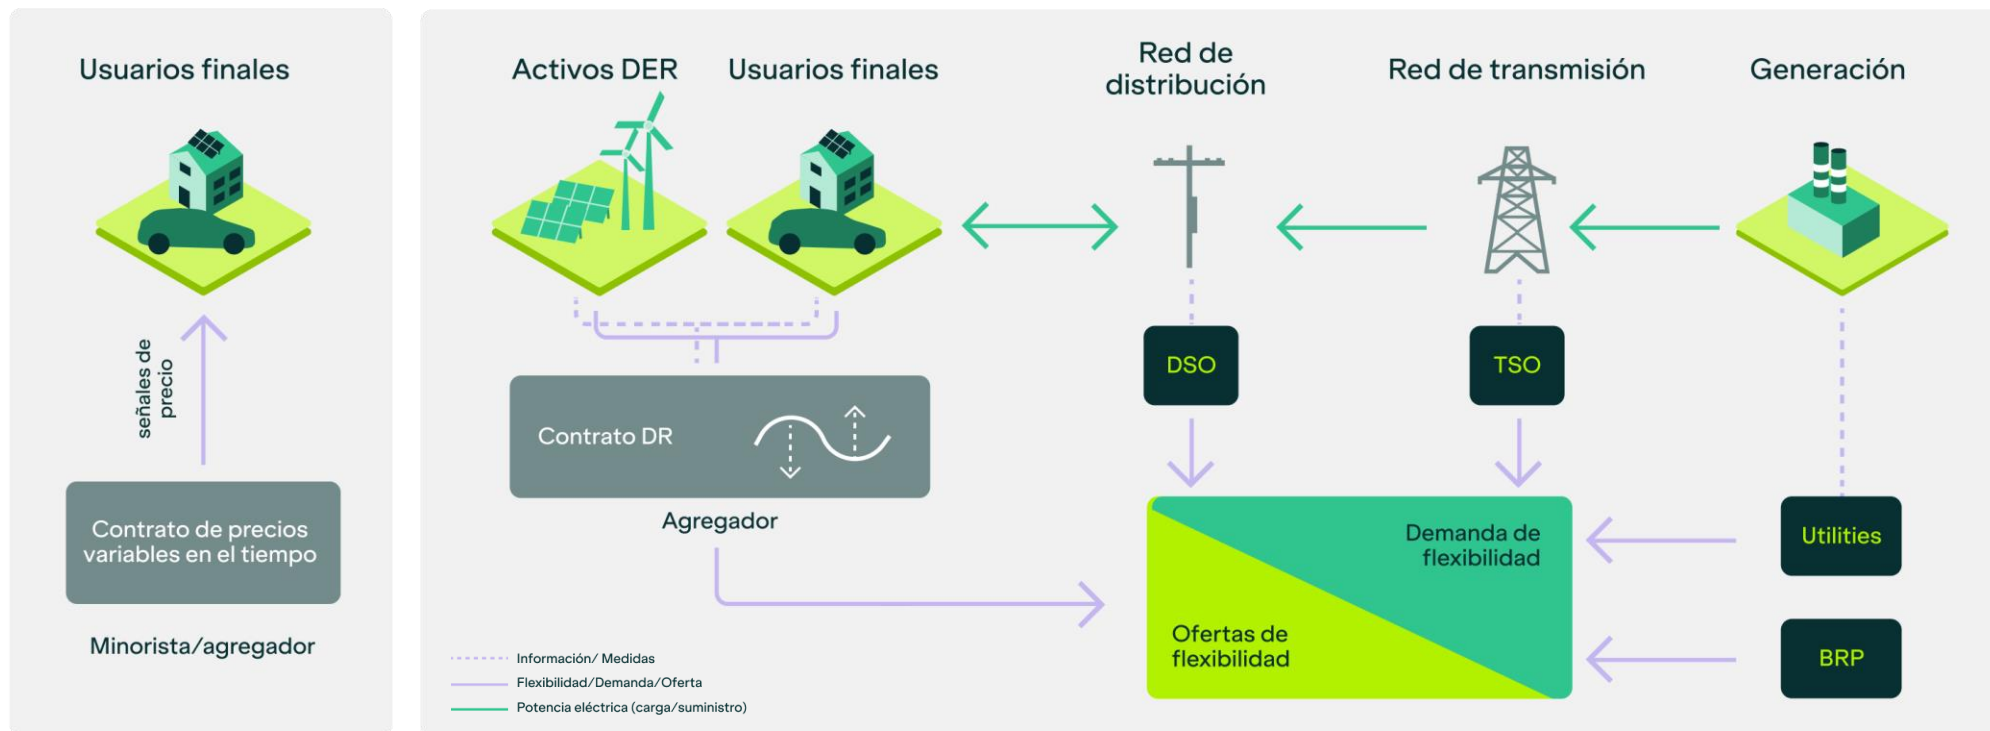 Usuarios finales
señales de
precio
Contrato de precios
variables en el tiempo
Minorista/agregador
Activos DER
Usuarios finales
Red de
distribución
Red de transmisión
Generación
DSO
TSO
Contrato DR
Agregador
Demanda de
flexibilidad
Ofertas de
flexibilidad
Utilities
BRP
Información/ Medidas
Flexibilidad/Demanda/Oferta
Potencia eléctrica (carga/suministro)